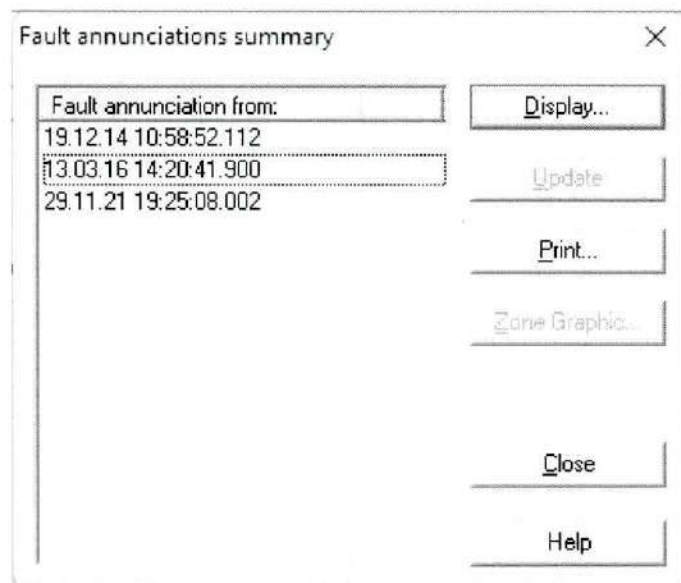 Fault annunciations summary
Fault annunciation from:
19.12.14 10:58:52.112
13.03.16 14:20:41.900
29.11.21 19:25:08.002
Display...
Update
Print...
Zone Graphic...
Close
Help